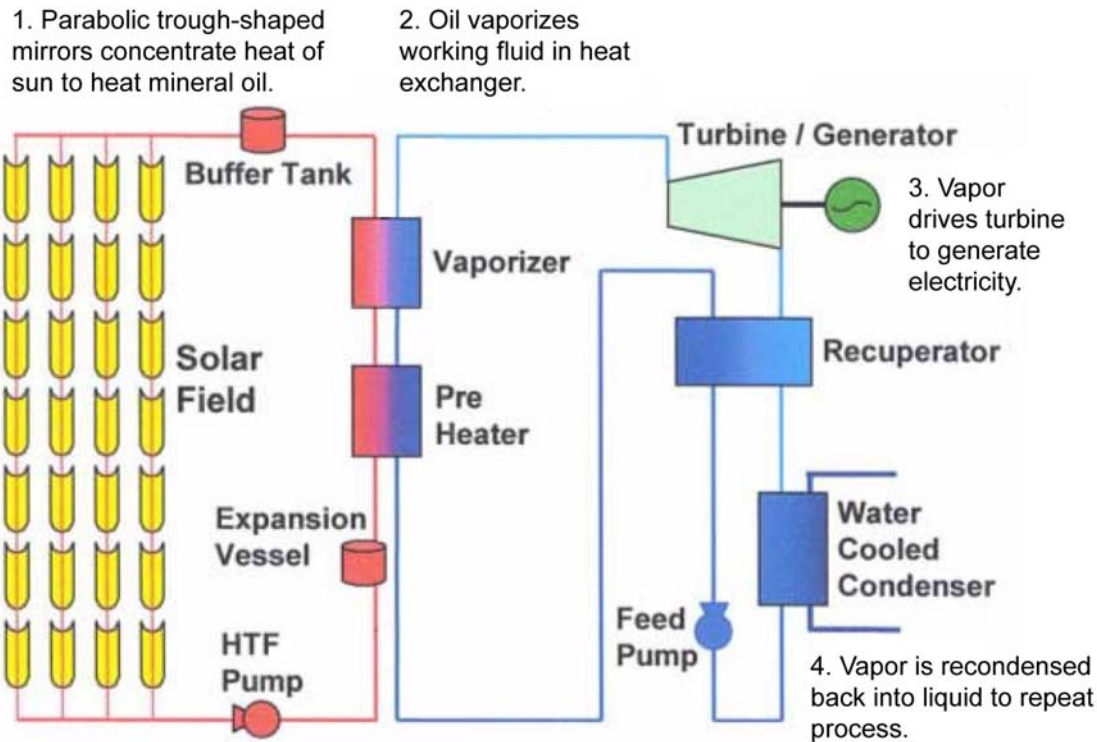 1. Parabolic trough-shaped
mirrors concentrate heat of
sun to heat mineral oil.
2. Oil vaporizes
working fluid in heat
exchanger.
Buffer Tank
Turbine / Generator
3. Vapor
drives turbine
to generate
electricity.
Vaporizer
Solar
Field
Recuperator
Pre
Heater
Expansion
Vessel
Water
Cooled
Condenser
HTF
Pump
Feed
Pump
4. Vapor is recondensed
back into liquid to repeat
process.